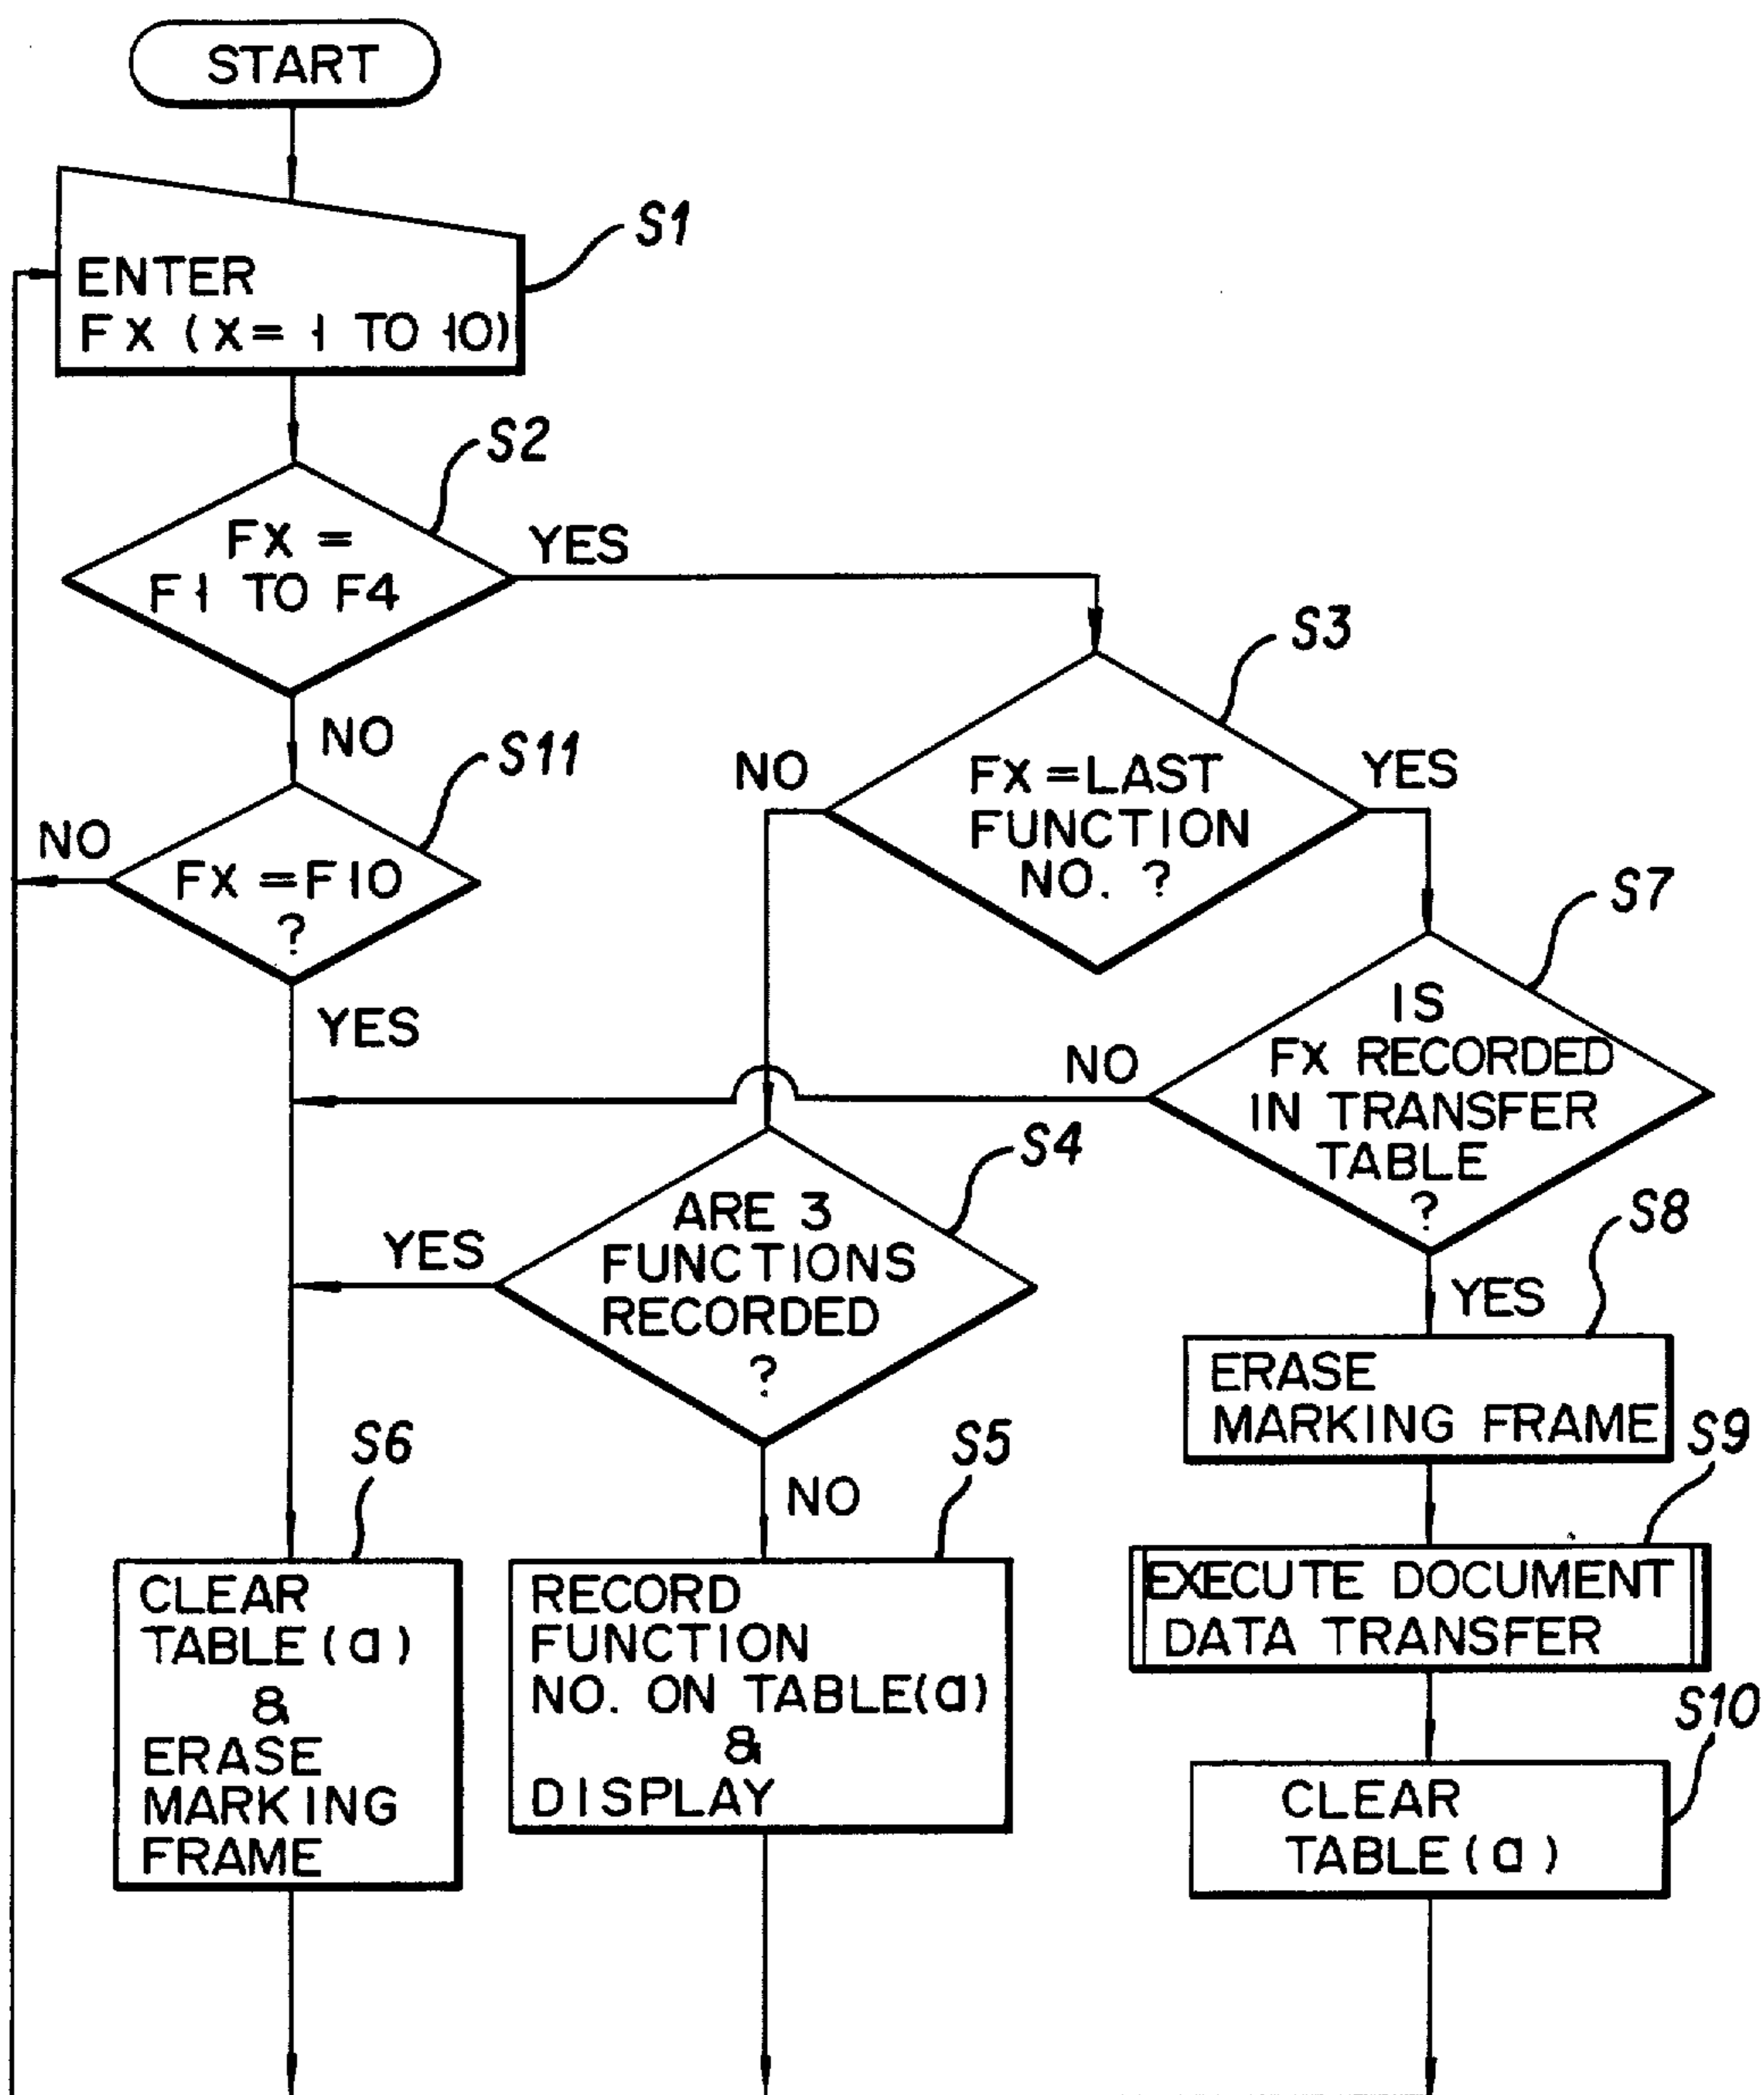 START
S1
ENTER
FX (X= 1 TO 10)
S2
FX =
F1 TO F4
YES
NO
S3
FX=LAST
FUNCTION
NO. ?
NO
YES
S11
FX =F10
?
NO
YES
S7
IS
FX RECORDED
IN TRANSFER
TABLE
?
NO
YES
S4
ARE 3
FUNCTIONS
RECORDED
?
YES
NO
S8
ERASE
MARKING FRAME
S6
CLEAR
TABLE(a)
&
ERASE
MARKING
FRAME
S5
RECORD
FUNCTION
NO. ON TABLE(a)
&
DISPLAY
S9
EXECUTE DOCUMENT
DATA TRANSFER
S10
CLEAR
TABLE(a)